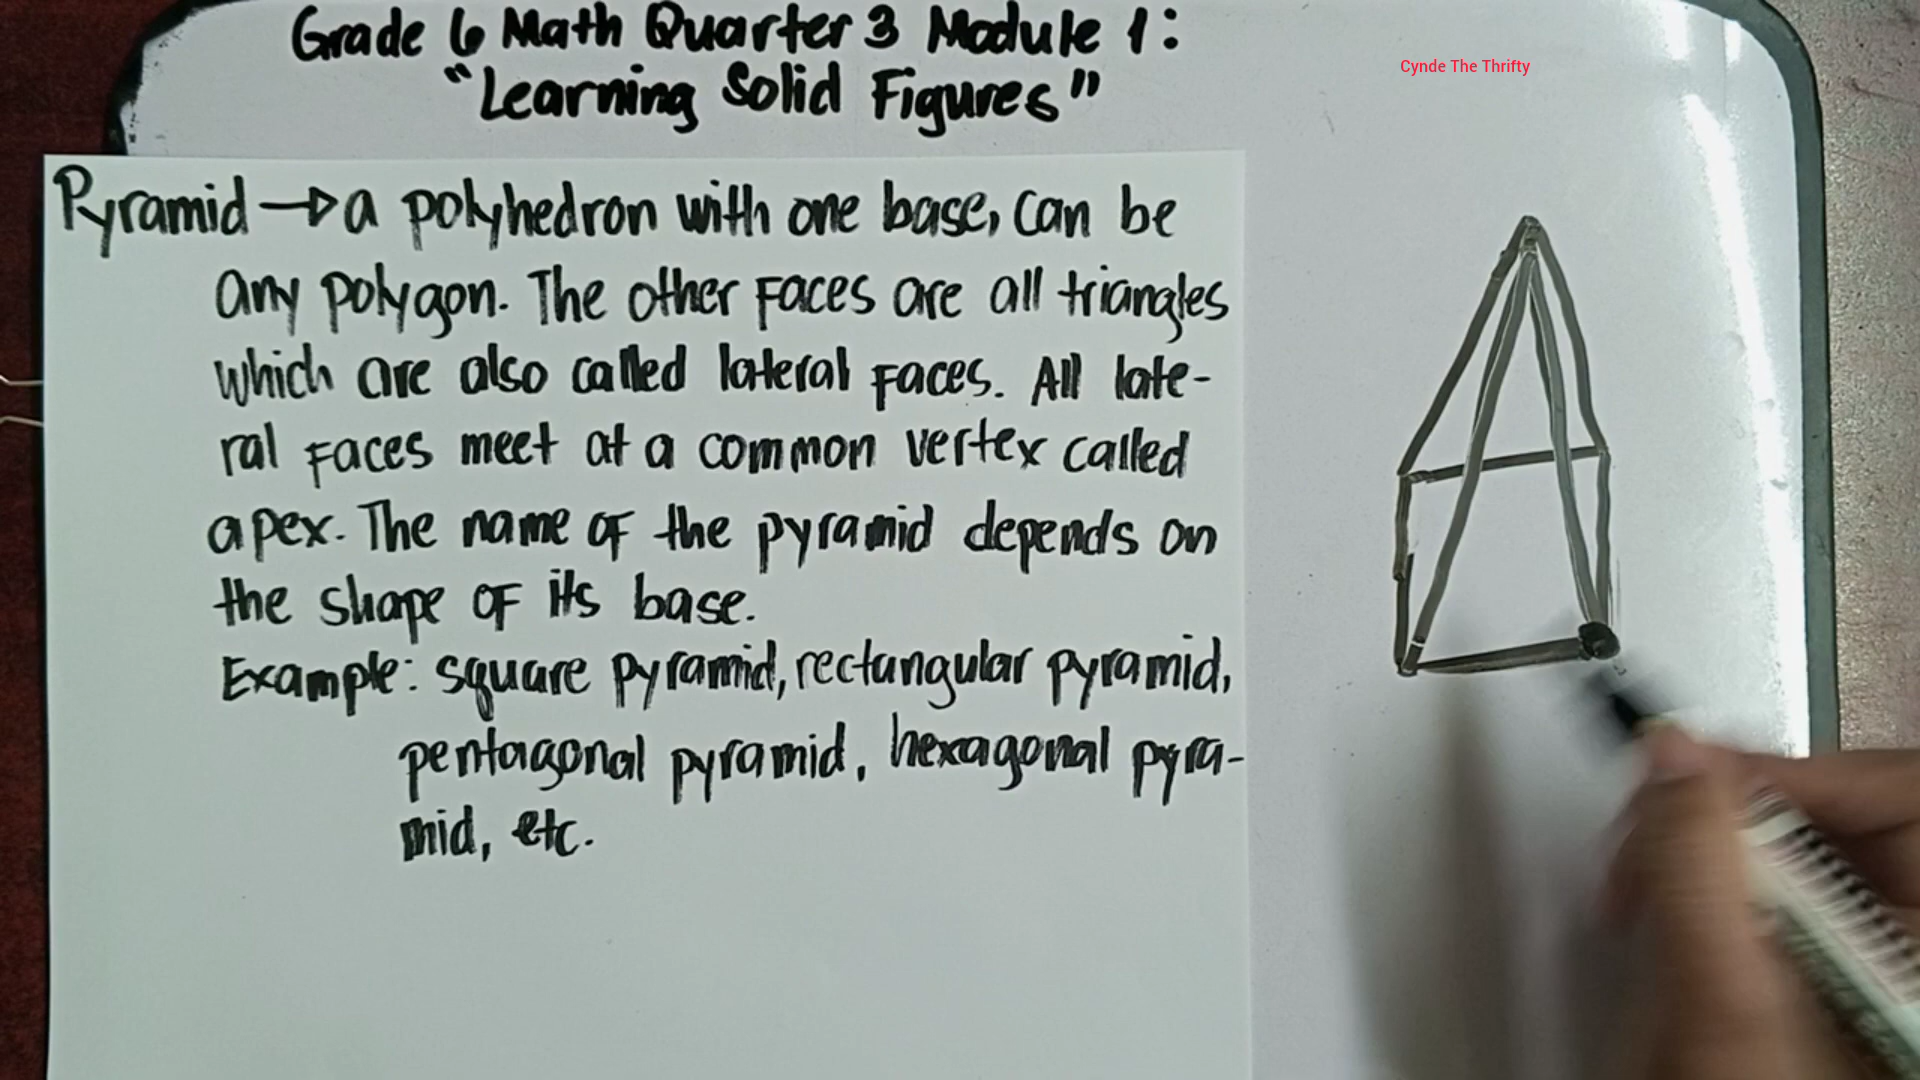 Grade 6 Math Quarter 3 Module 1:
"Learning Solid Figures"
Cynde The Thrifty
Pyramid → a polyhedron with one base, can be
any polygon. The other faces are all triangles
which are also called lateral faces. All late-
ral faces meet at a common vertex called
apex. The name of the pyramid depends on
the shape of its base.
Example: square pyramid, rectangular pyramid,
pentagonal pyramid, hexagonal pyra-
mid, etc.